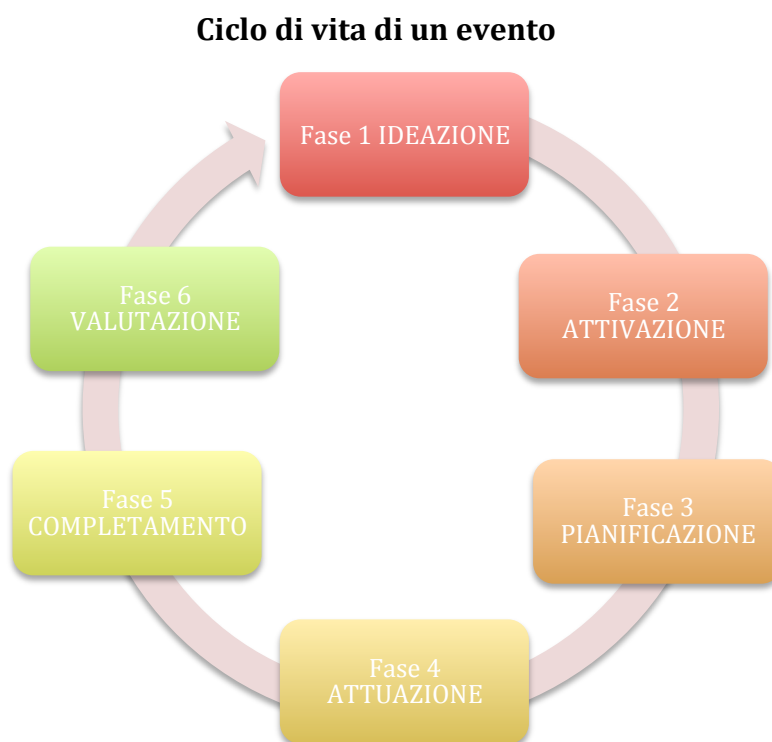 Ciclo di vita di un evento
Fase 1 IDEAZIONE
Fase 2
ATTIVAZIONE
Fase 3
PIANIFICAZIONE
Fase 4
ATTUAZIONE
Fase 5
COMPLETAMENTO
Fase 6
VALUTAZIONE